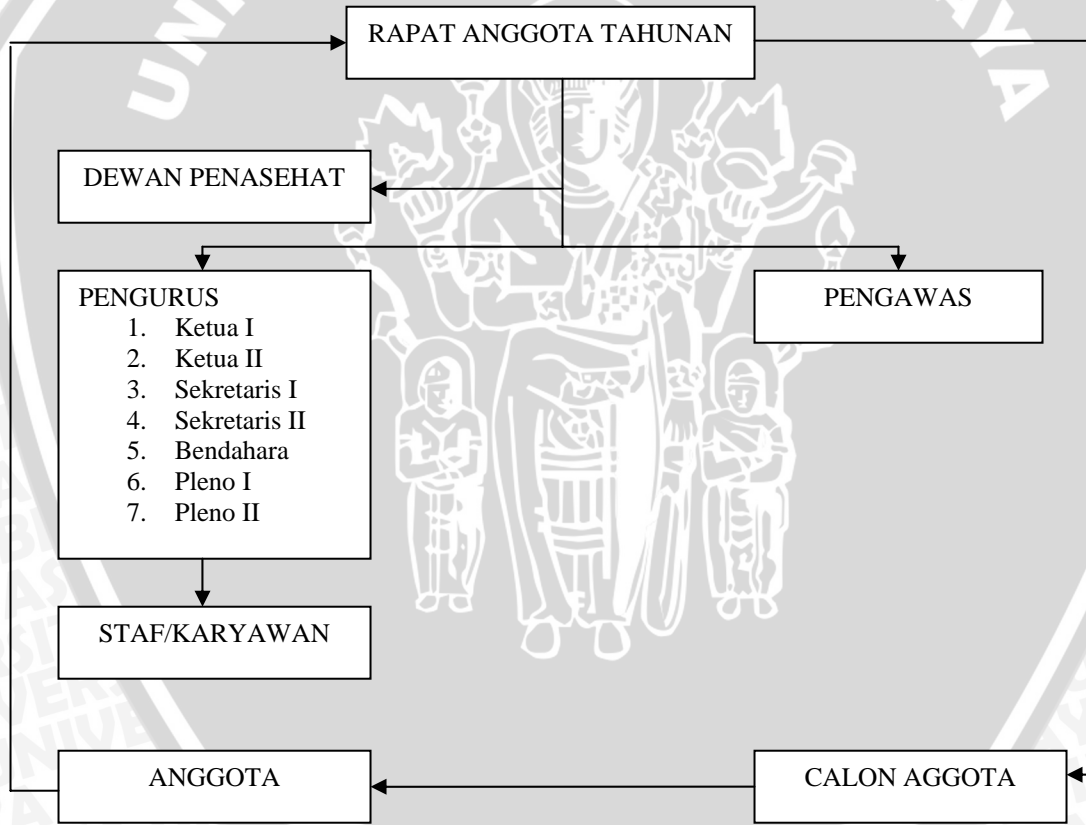 RAPAT ANGGOTA TAHUNAN
DEWAN PENASEHAT
PENGURUS
1. Ketua I
2. Ketua II
3. Sekretaris I
4. Sekretaris II
5. Bendahara
6. Pleno I
7. Pleno II
PENGAWAS
STAF/KARYAWAN
ANGGOTA
CALON AGGOTA